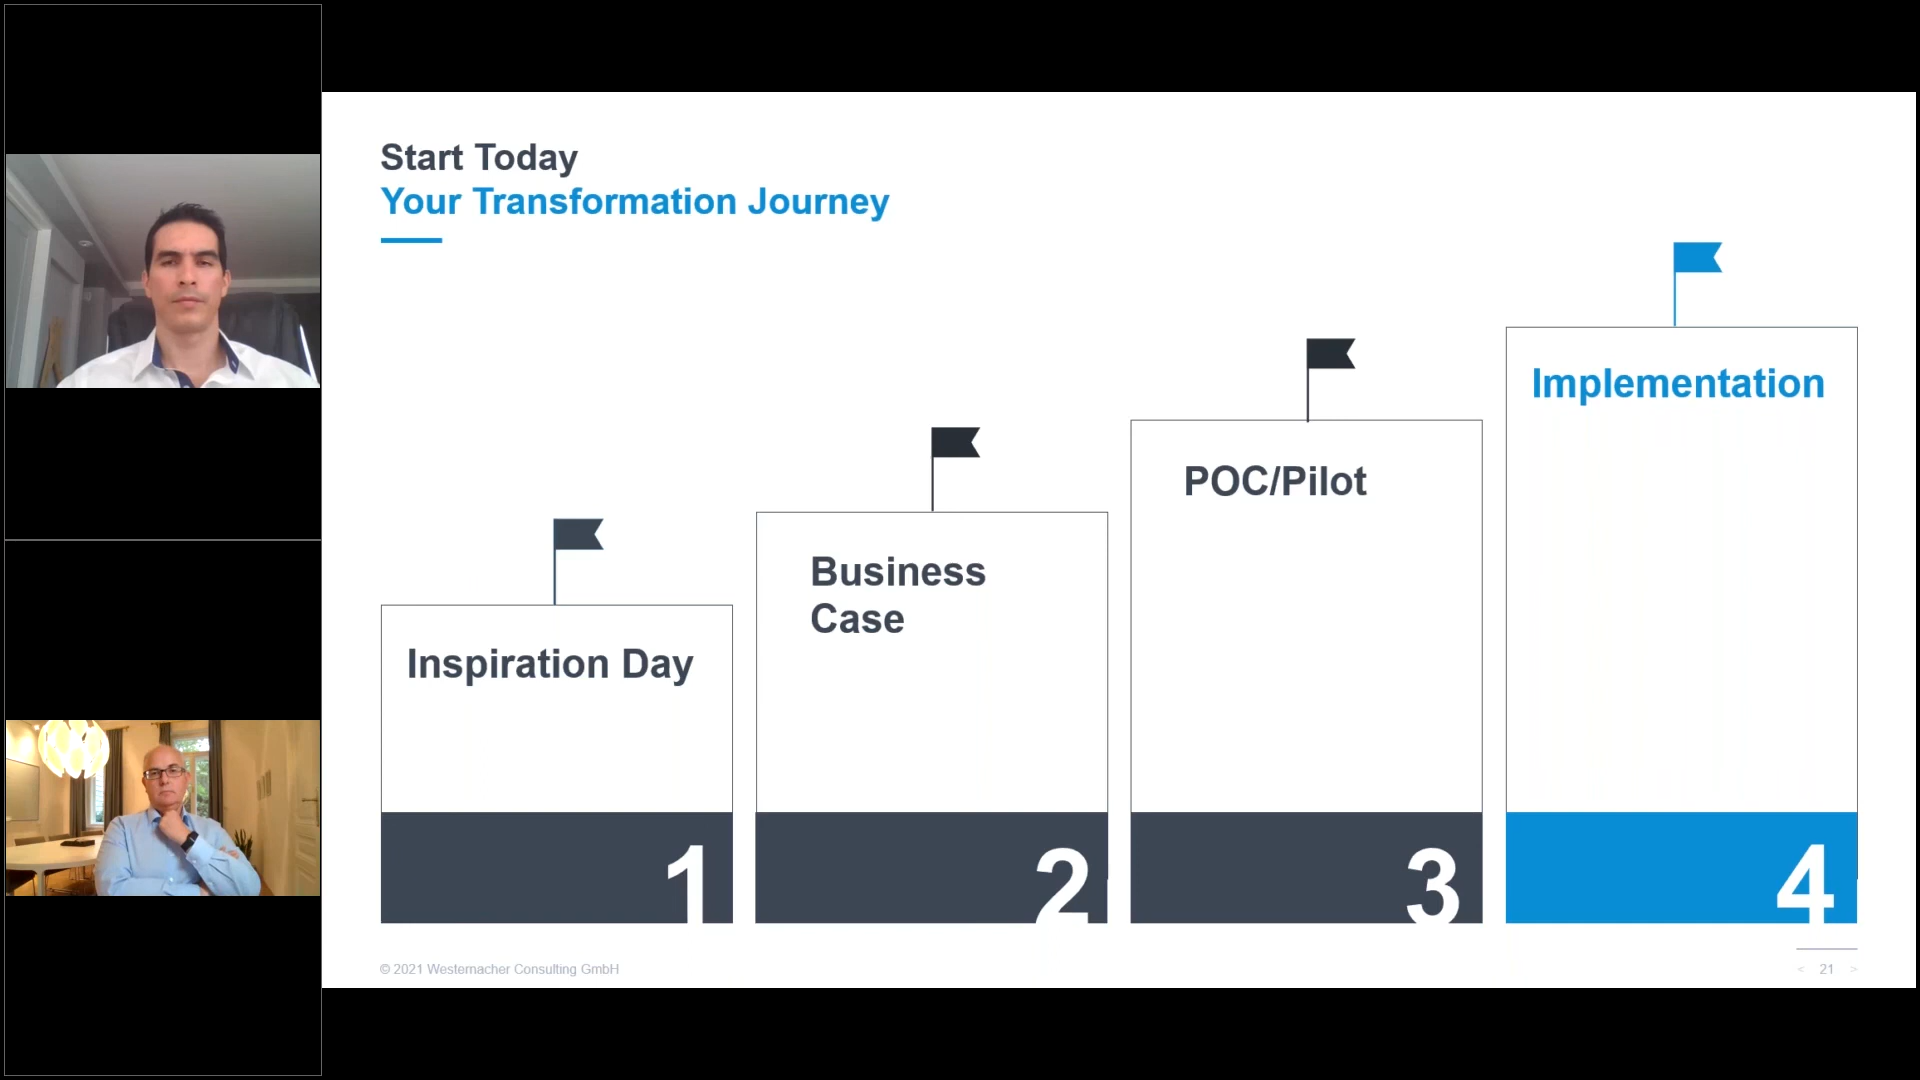 Start Today
Your Transformation Journey
Inspiration Day
1
Business
Case
2
POC/Pilot
3
Implementation
4
© 2021 Westernacher Consulting GmbH
< 21 >